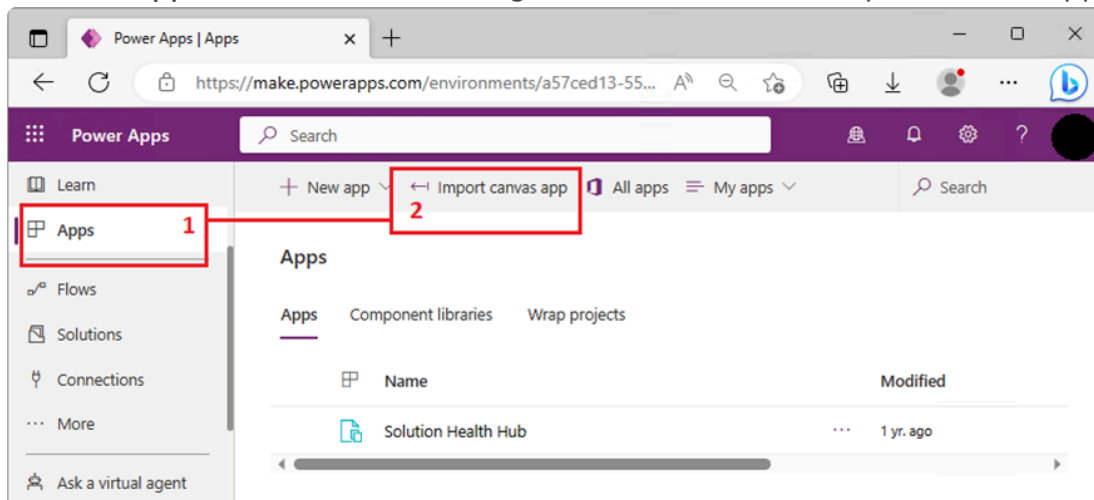 Power Apps | Apps
https://make.powerapps.com/environments/a57ced13-55...
Power Apps
Search
Learn
New app
Import canvas app
All apps
My apps
Search
2
Apps
1
Apps
Flows
Apps
Component libraries
Wrap projects
Solutions
Connections
Name
Modified
More
Solution Health Hub
1 yr. ago
Ask a virtual agent